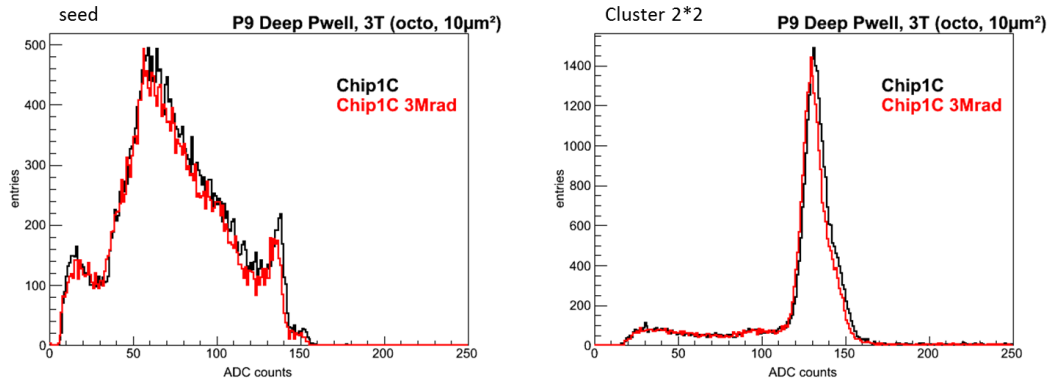 seed
P9 Deep Pwell, 3T (octo, 10µm²)
Chip1C
Chip1C 3Mrad
entries
500
400
300
200
100
0
0 50 100 150 200 250
ADC counts
Cluster 2*2
P9 Deep Pwell, 3T (octo, 10µm²)
Chip1C
Chip1C 3Mrad
entries
1400
1200
1000
800
600
400
200
0
0 50 100 150 200 250
ADC counts